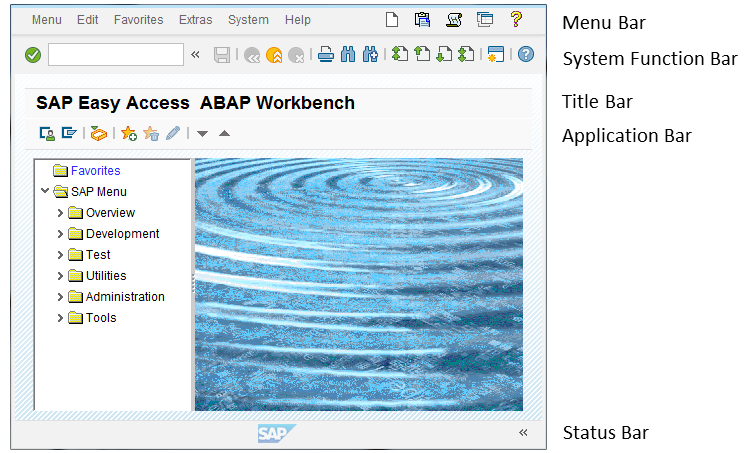 Menu Edit Favorites Extras System Help
Menu Bar
System Function Bar
SAP Easy Access ABAP Workbench
Title Bar
Application Bar
Favorites
SAP Menu
Overview
Development
Test
Utilities
Administration
Tools
SAP
Status Bar